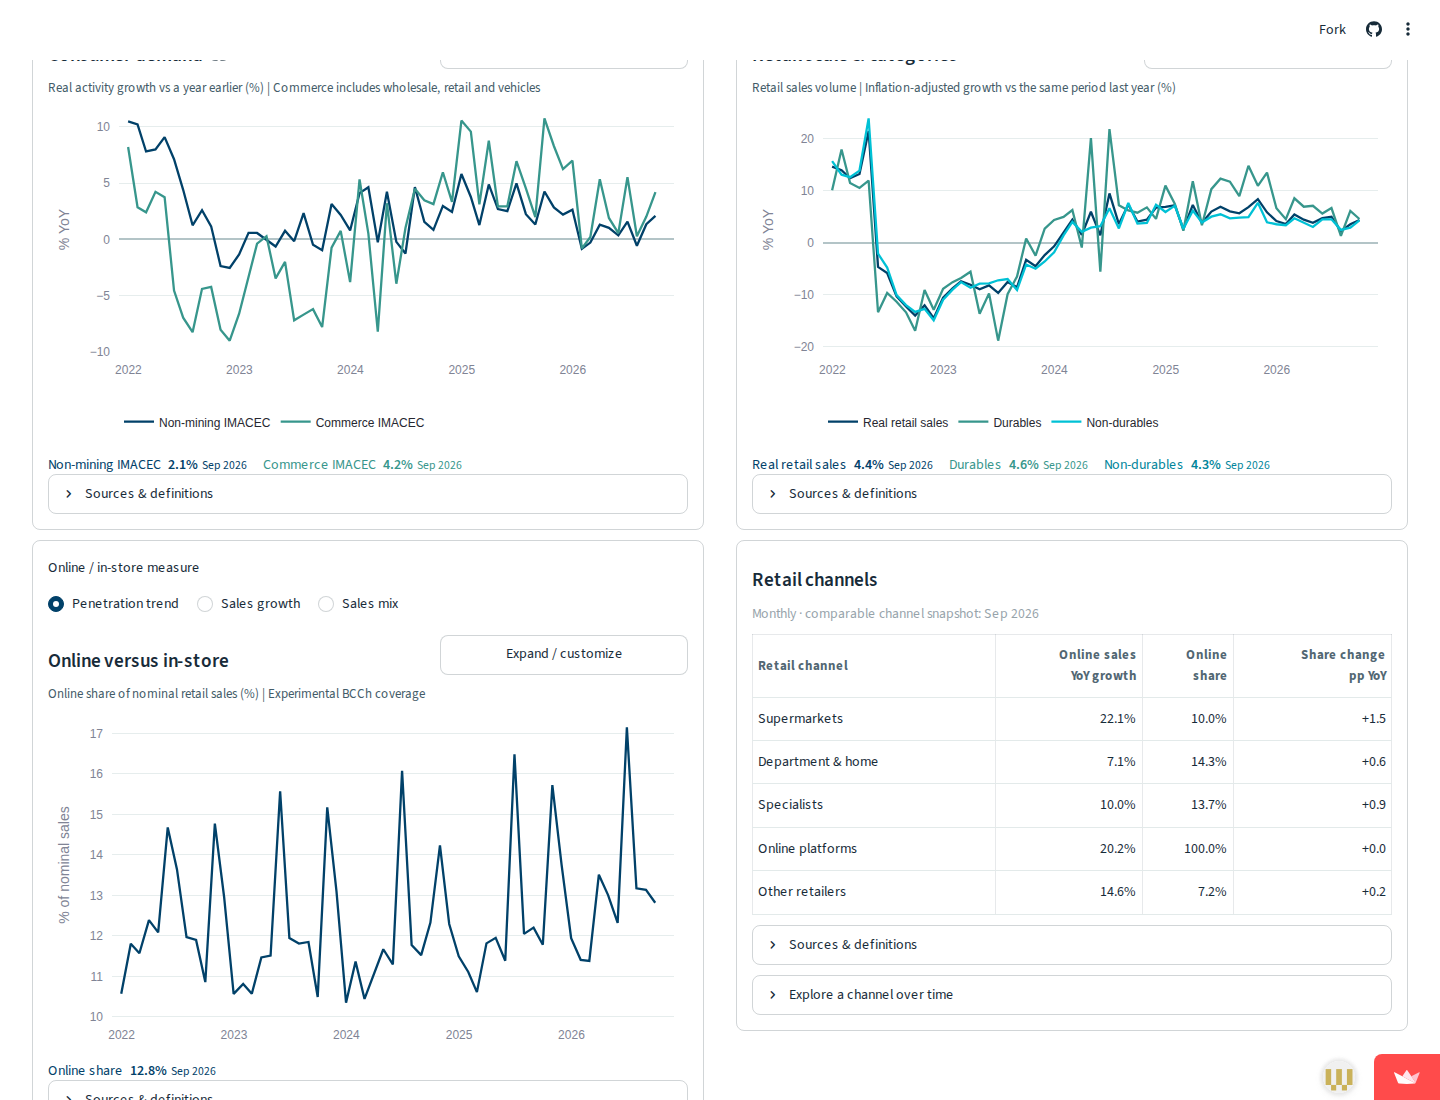 Fork
Real activity growth vs a year earlier (%) | Commerce includes wholesale, retail and vehicles
% YoY
10
5
0
−5
−10
2022 2023 2024 2025 2026
Non-mining IMACEC Commerce IMACEC
Non-mining IMACEC 2.1% Sep 2026 Commerce IMACEC 4.2% Sep 2026
Sources & definitions
Retail sales volume | Inflation-adjusted growth vs the same period last year (%)
% YoY
20
10
0
−10
−20
2022 2023 2024 2025 2026
Real retail sales Durables Non-durables
Real retail sales 4.4% Sep 2026 Durables 4.6% Sep 2026 Non-durables 4.3% Sep 2026
Sources & definitions
Online / in-store measure
Penetration trend Sales growth Sales mix
Online versus in-store
Expand / customize
Online share of nominal retail sales (%) | Experimental BCCh coverage
% of nominal sales
17
16
15
14
13
12
11
10
2022 2023 2024 2025 2026
Online share 12.8% Sep 2026
Sources & definitions
Retail channels
Monthly · comparable channel snapshot: Sep 2026
Retail channel Online sales YoY growth Online share Share change pp YoY
Supermarkets 22.1% 10.0% +1.5
Department & home 7.1% 14.3% +0.6
Specialists 10.0% 13.7% +0.9
Online platforms 20.2% 100.0% +0.0
Other retailers 14.6% 7.2% +0.2
Sources & definitions
Explore a channel over time